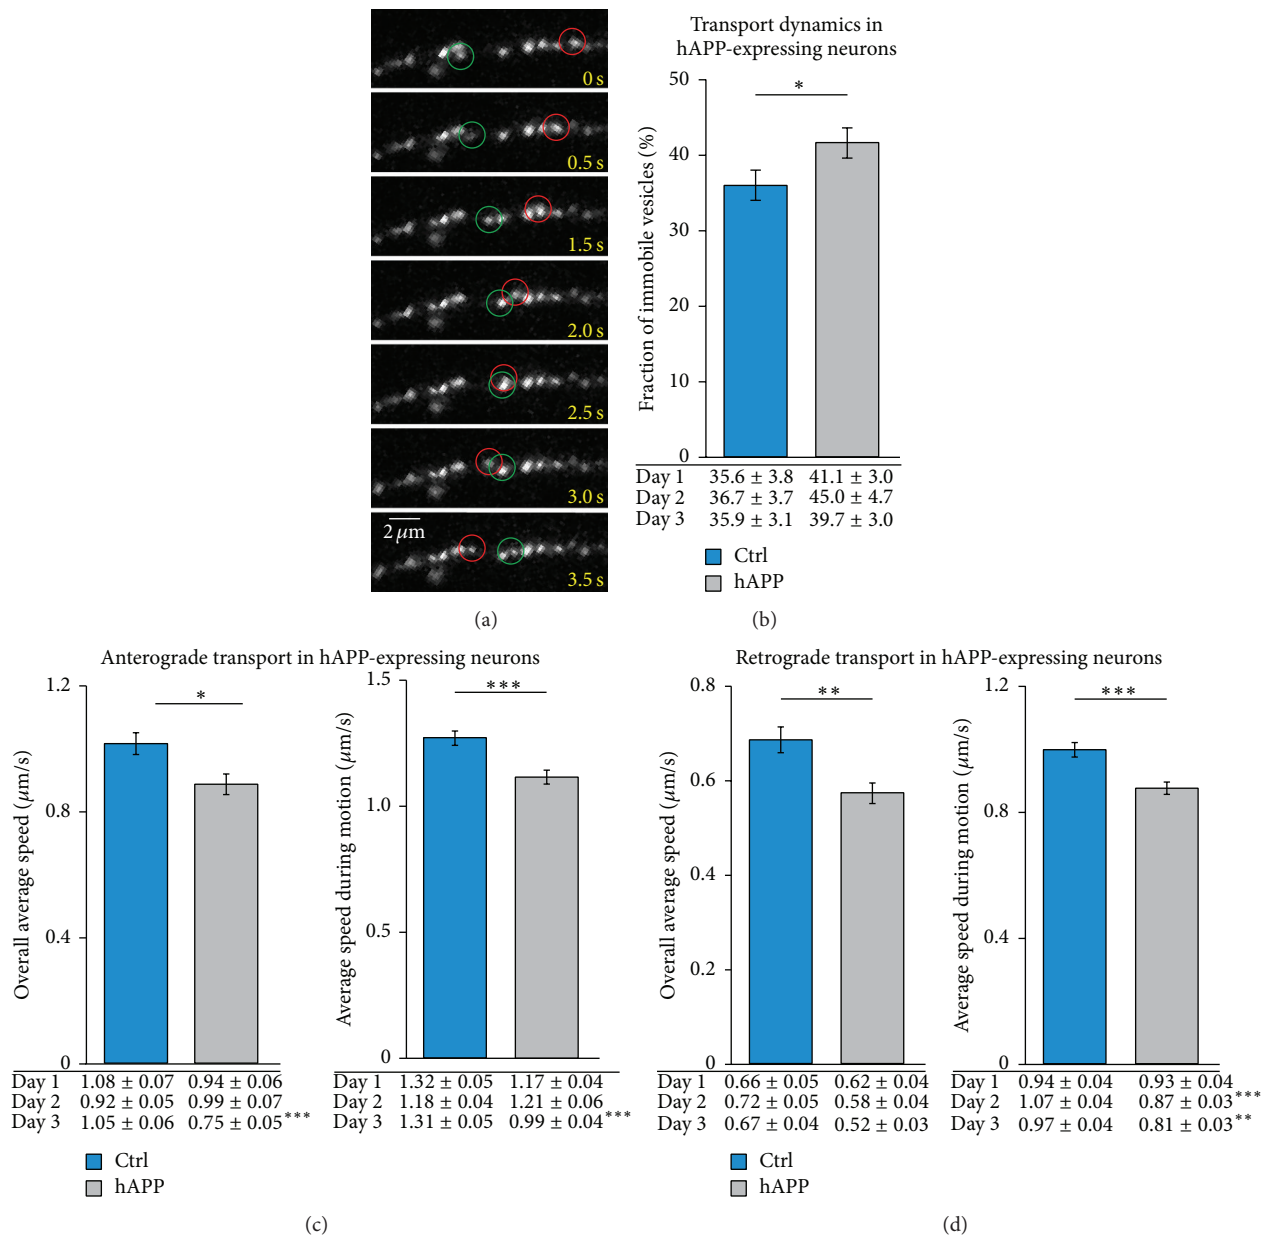 0 s
0.5 s
1.5 s
2.0 s
2.5 s
3.0 s
2 μm
3.5 s
(a)
Transport dynamics in
hAPP-expressing neurons
Fraction of immobile vesicles (%)
50
40
30
20
10
0
*
Day 1 35.6 ± 3.8 41.1 ± 3.0
Day 2 36.7 ± 3.7 45.0 ± 4.7
Day 3 35.9 ± 3.1 39.7 ± 3.0
Ctrl
hAPP
(b)
Anterograde transport in hAPP-expressing neurons
Overall average speed (μm/s)
1.2
0.8
0.4
0
*
Day 1 1.08 ± 0.07 0.94 ± 0.06
Day 2 0.92 ± 0.05 0.99 ± 0.07
Day 3 1.05 ± 0.06 0.75 ± 0.05***
Average speed during motion (μm/s)
1.5
1.0
0.5
0
***
Day 1 1.32 ± 0.05 1.17 ± 0.04
Day 2 1.18 ± 0.04 1.21 ± 0.06
Day 3 1.31 ± 0.05 0.99 ± 0.04***
Ctrl
hAPP
(c)
Retrograde transport in hAPP-expressing neurons
Overall average speed (μm/s)
0.8
0.6
0.4
0.2
0
**
Day 1 0.66 ± 0.05 0.62 ± 0.04
Day 2 0.72 ± 0.05 0.58 ± 0.04
Day 3 0.67 ± 0.04 0.52 ± 0.03
Average speed during motion (μm/s)
1.2
0.8
0.4
0
***
Day 1 0.94 ± 0.04 0.93 ± 0.04
Day 2 1.07 ± 0.04 0.87 ± 0.03***
Day 3 0.97 ± 0.04 0.81 ± 0.03**
Ctrl
hAPP
(d)